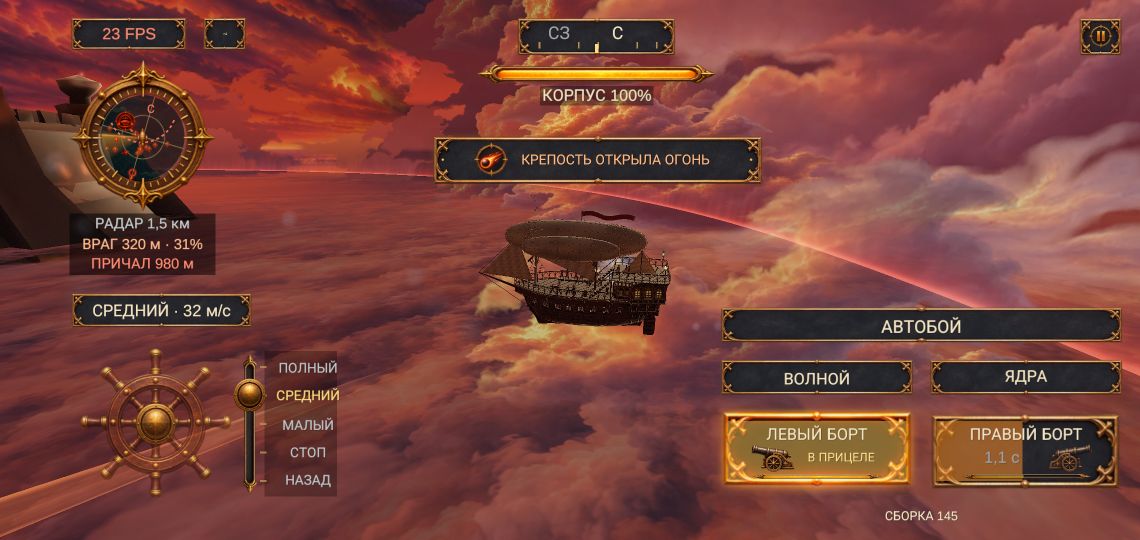 23 FPS
~
СЗ С
КОРПУС 100%
КРЕПОСТЬ ОТКРЫЛА ОГОНЬ
С
РАДАР 1,5 км
ВРАГ 320 м · 31%
ПРИЧАЛ 980 м
СРЕДНИЙ · 32 м/с
ПОЛНЫЙ
СРЕДНИЙ
МАЛЫЙ
СТОП
НАЗАД
АВТОБОЙ
ВОЛНОЙ
ЯДРА
ЛЕВЫЙ БОРТ
В ПРИЦЕЛЕ
ПРАВЫЙ БОРТ
1,1 с
СБОРКА 145